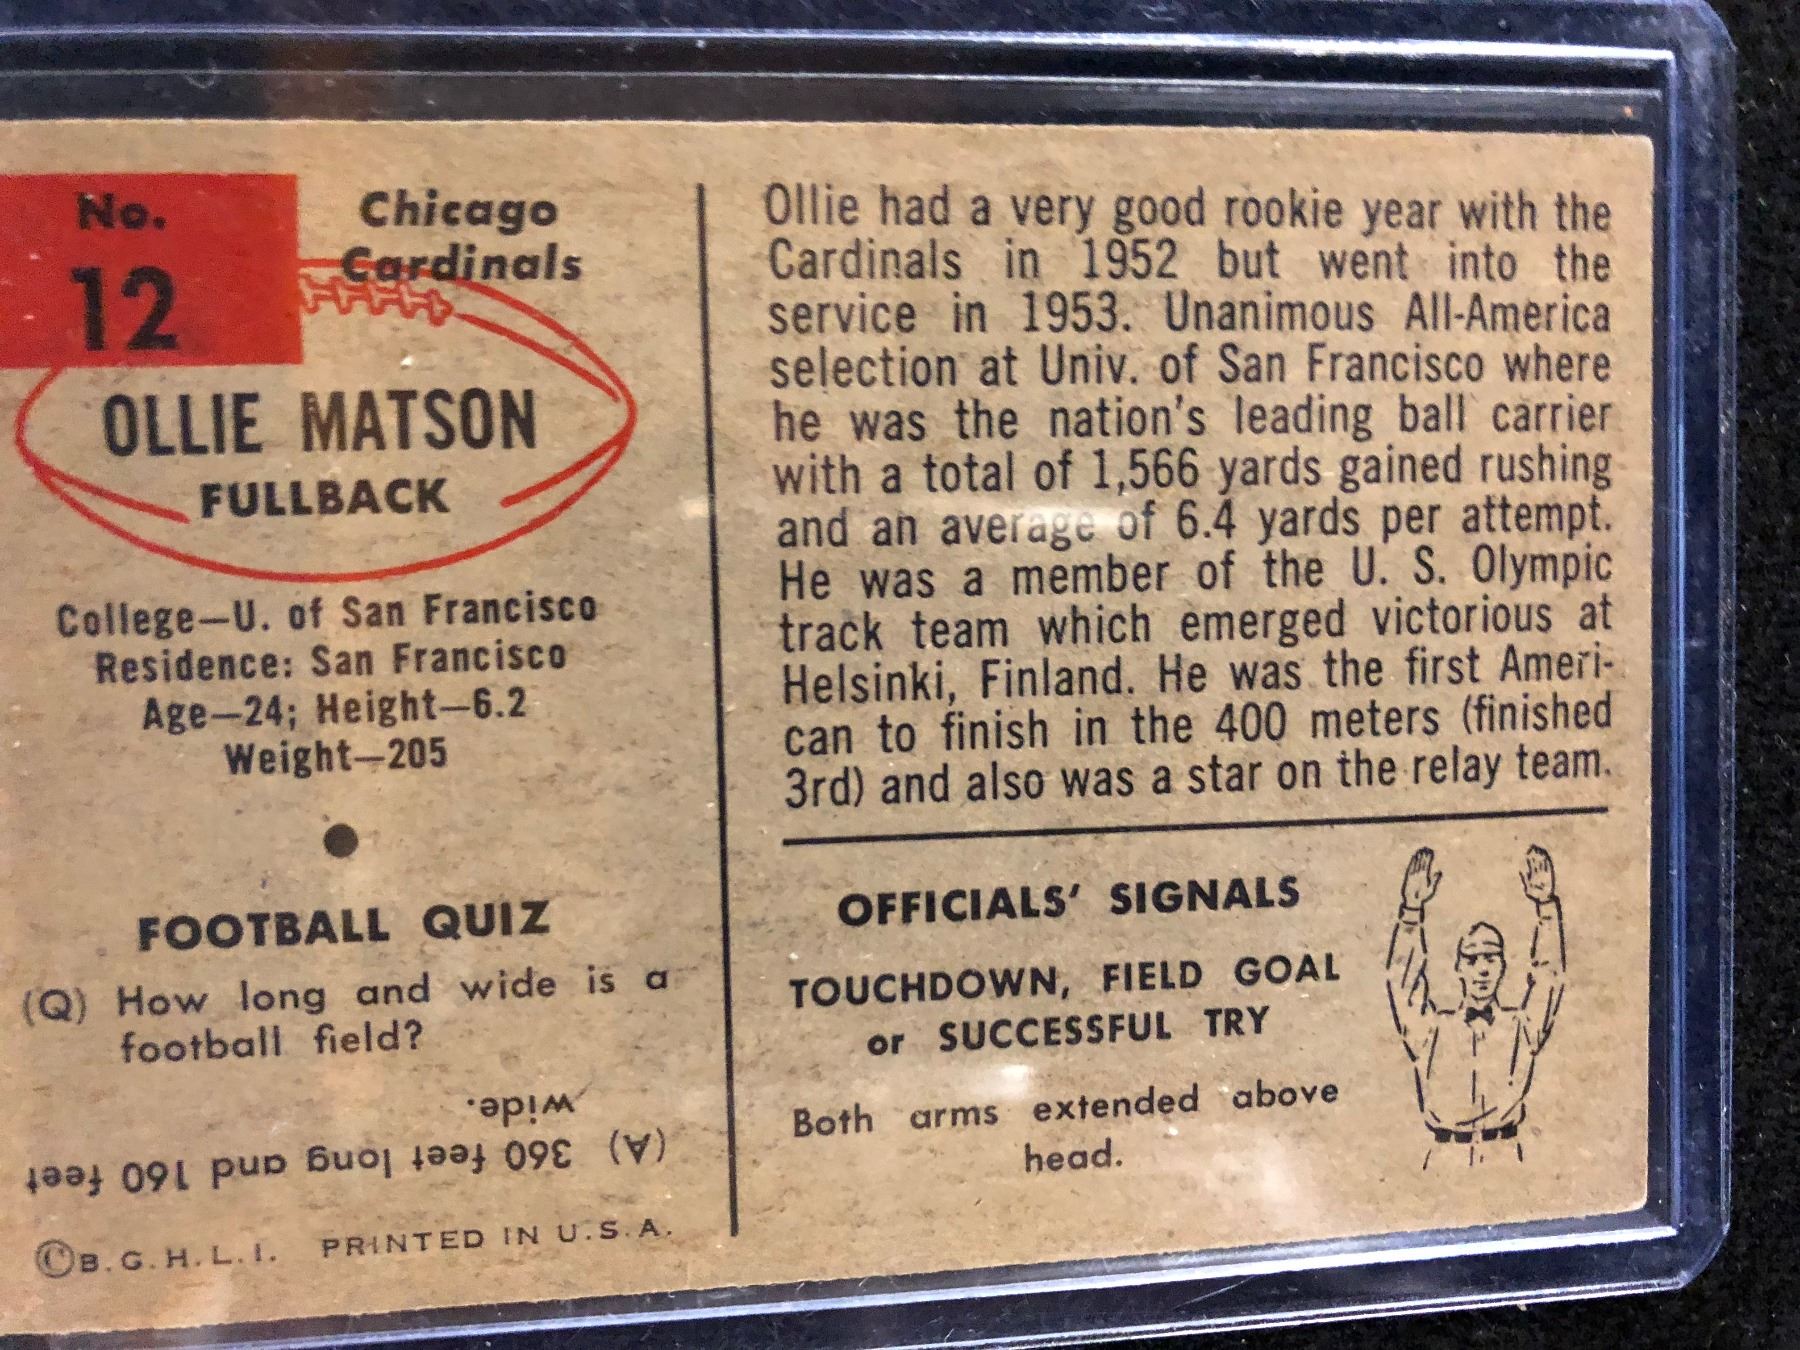 No.
12
Chicago
Cardinals
OLLIE MATSON
FULLBACK
College—U. of San Francisco
Residence: San Francisco
Age—24; Height—6.2
Weight—205
FOOTBALL QUIZ
(Q) How long and wide is a
football field?
(A) 360 feet long and 160 feet
wide.
©B.G.H.L.I. PRINTED IN U.S.A.
Ollie had a very good rookie year with the
Cardinals in 1952 but went into the
service in 1953. Unanimous All-America
selection at Univ. of San Francisco where
he was the nation's leading ball carrier
with a total of 1,566 yards gained rushing
and an average of 6.4 yards per attempt.
He was a member of the U. S. Olympic
track team which emerged victorious at
Helsinki, Finland. He was the first Ameri-
can to finish in the 400 meters (finished
3rd) and also was a star on the relay team.
OFFICIALS' SIGNALS
TOUCHDOWN, FIELD GOAL
or SUCCESSFUL TRY
Both arms extended above
head.